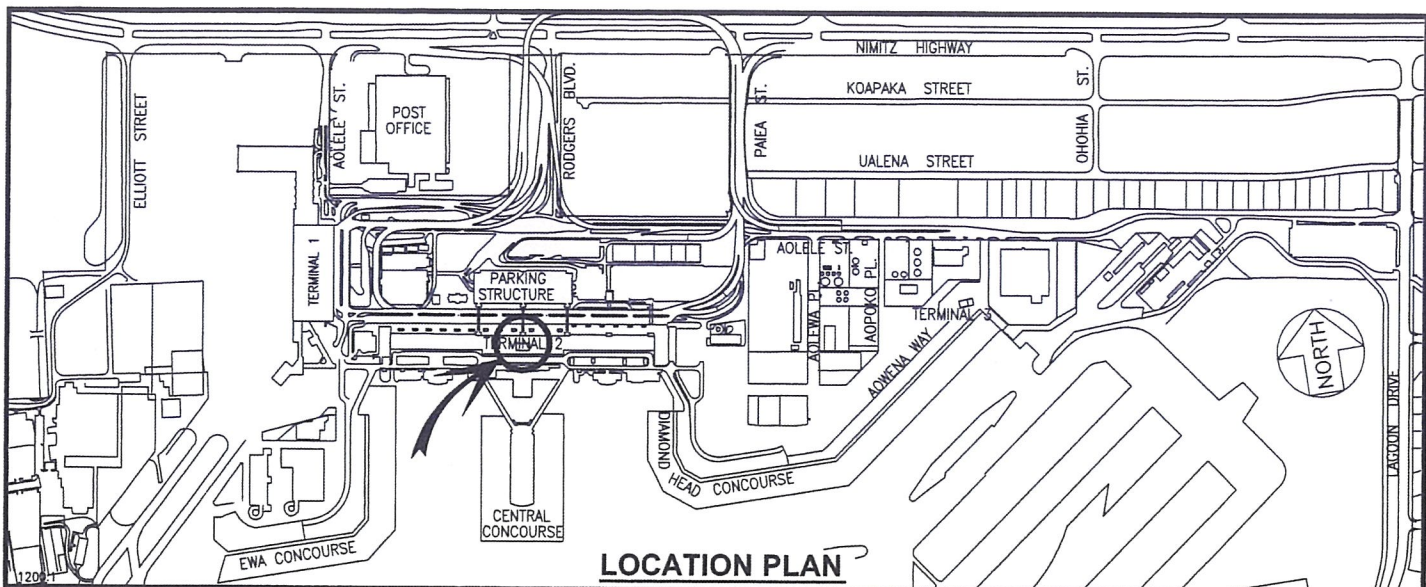 NIMITZ HIGHWAY
KOAPAKA STREET
UALENA STREET
ELLIOTT STREET
AOLELE ST.
POST
OFFICE
RODGERS BLVD.
PAIEA ST.
OHOHIA ST.
TERMINAL 1
PARKING
STRUCTURE
AOLELE ST.
AOLEWA PL.
AOPOKO PL.
TERMINAL 3
TERMINAL 2
AOWENA WAY
NORTH
LAGOON DRIVE
DIAMOND
HEAD CONCOURSE
CENTRAL
CONCOURSE
EWA CONCOURSE
LOCATION PLAN